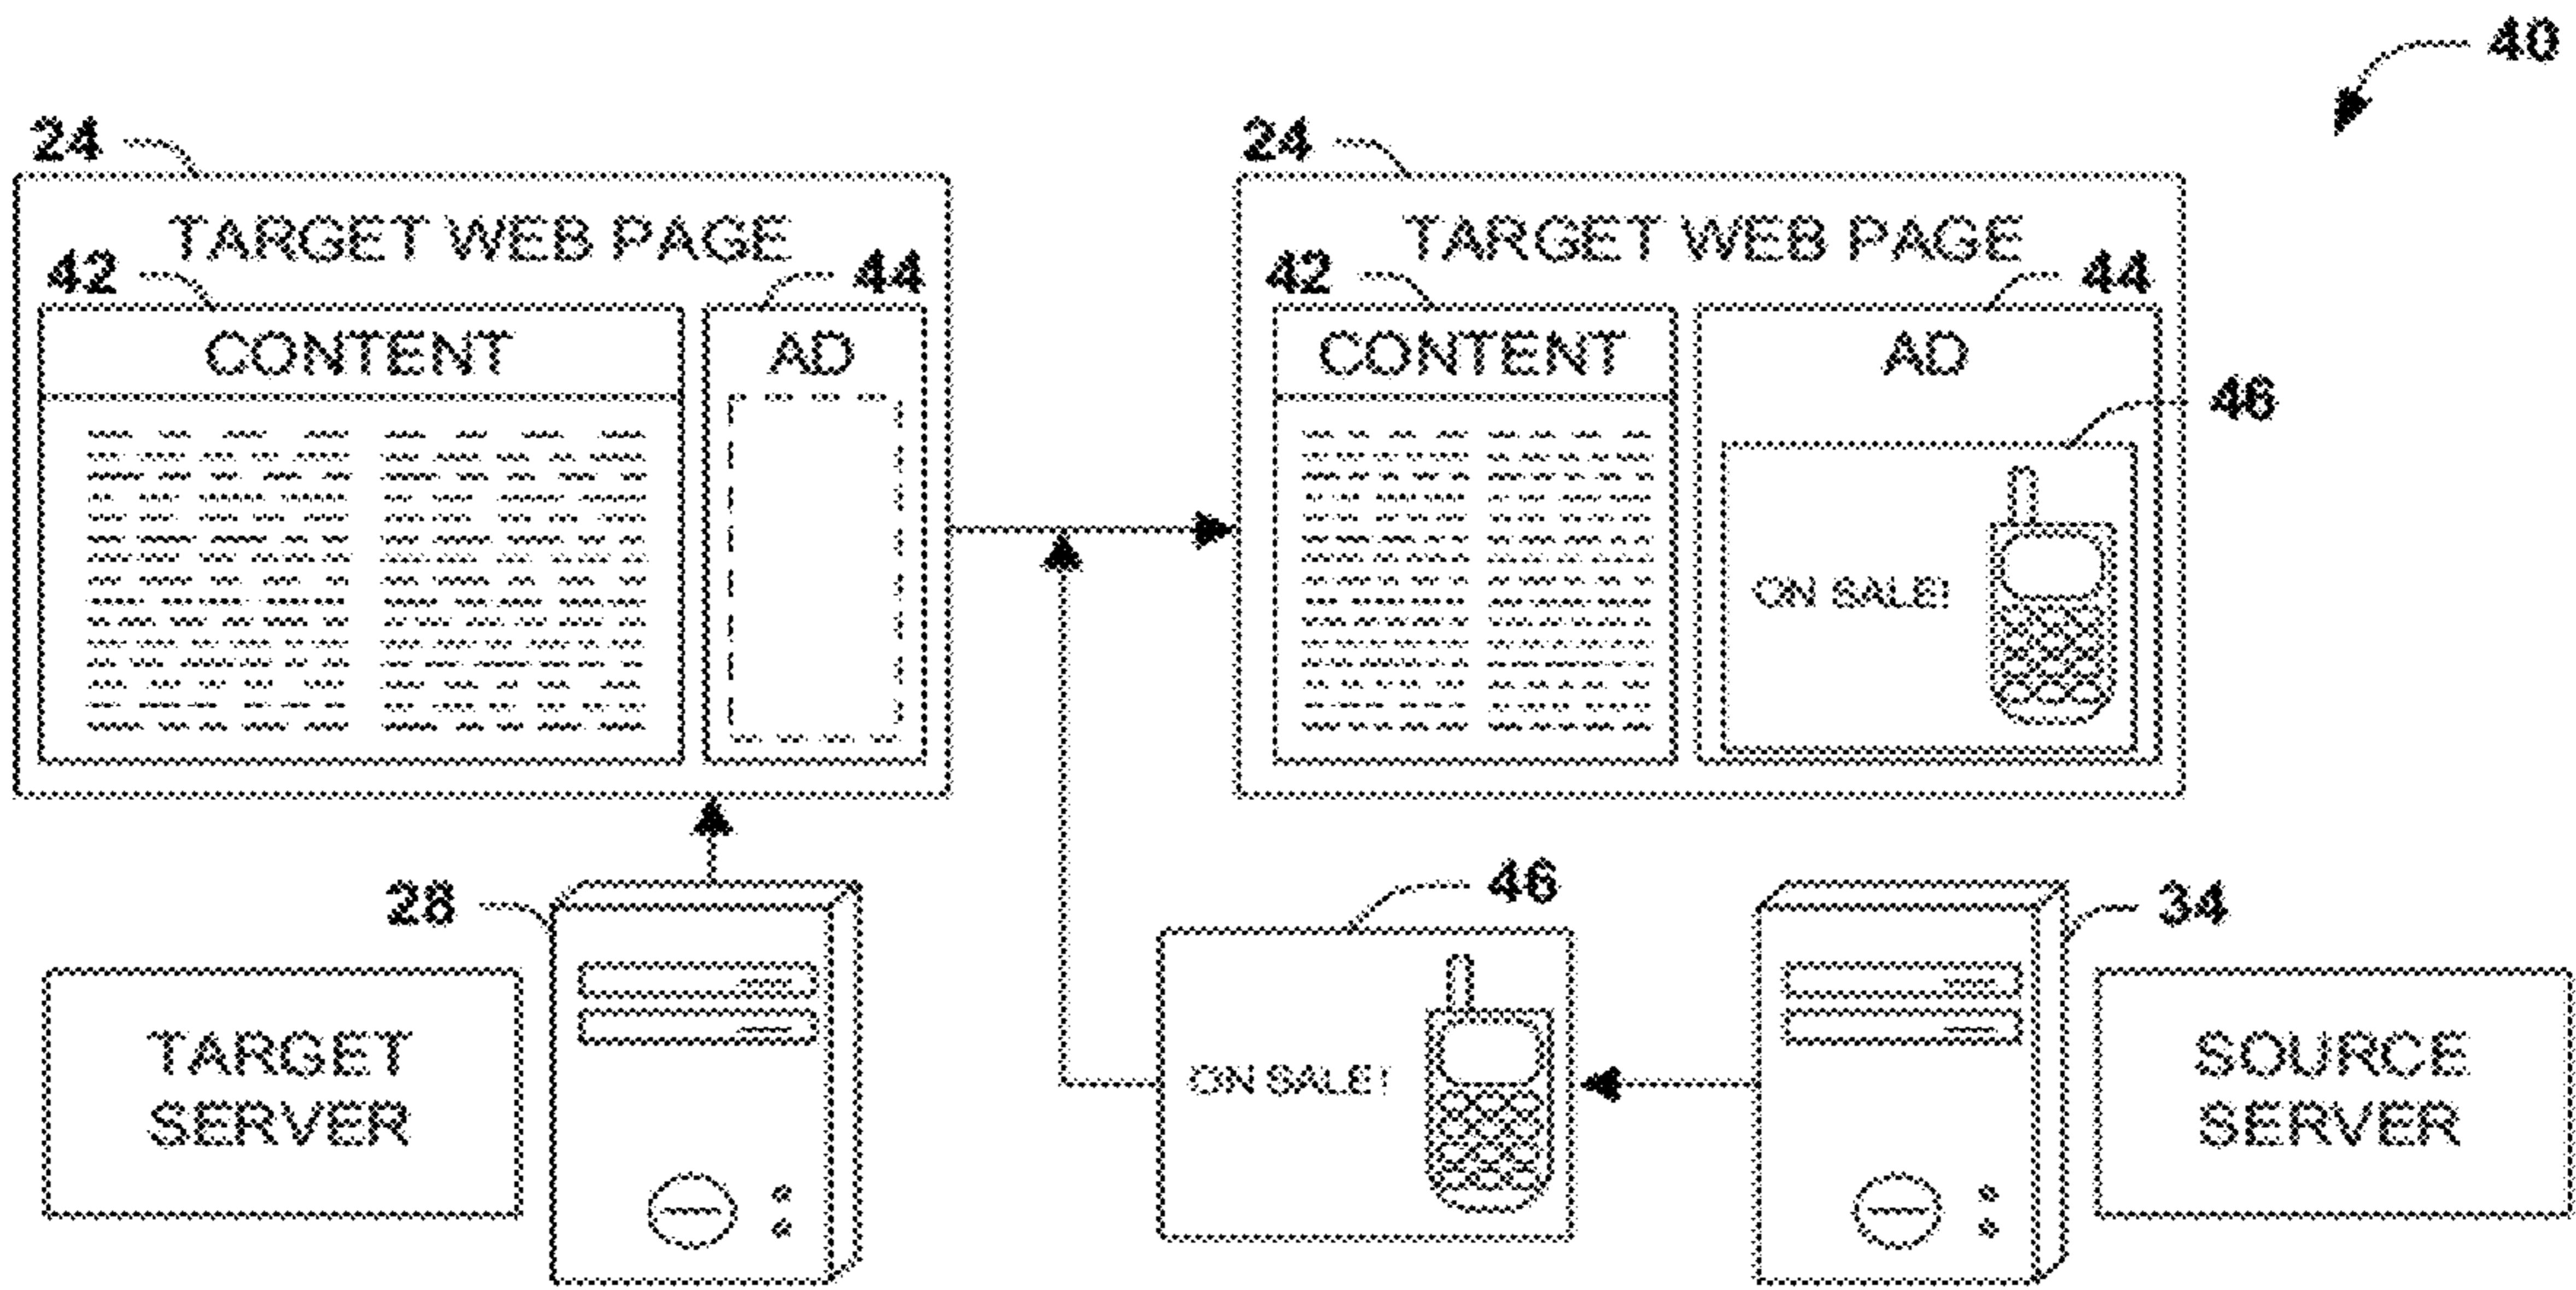 40
24
24
TARGET WEB PAGE
TARGET WEB PAGE
42
44
42
44
CONTENT
AD
CONTENT
AD
46
ON SALE!
28
46
34
TARGET
SERVER
ON SALE!
SOURCE
SERVER